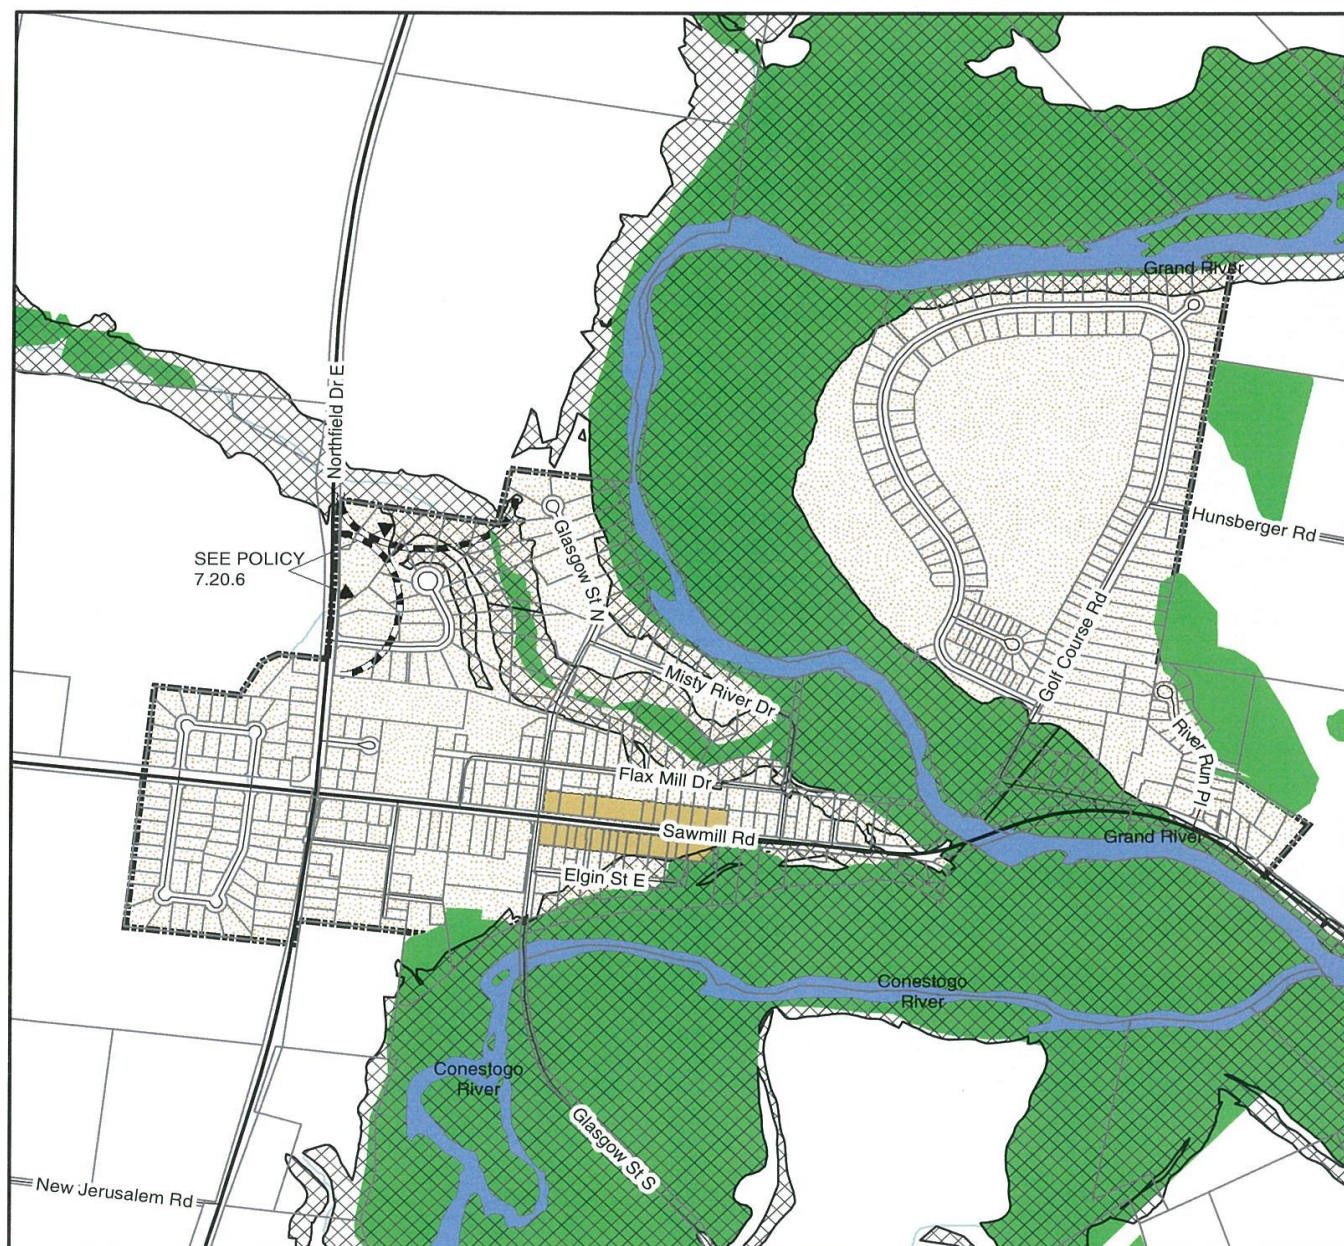 Grand River
Northfield Dr E
Hunsberger Rd
SEE POLICY
7.20.6
Glasgow St N
Golf Course Rd
Misty River Dr
River Run Pl
Flax Mill Dr
Sawmill Rd
Grand River
Elgin St E
Conestogo
River
Conestogo
River
Glasgow St S
New Jerusalem Rd